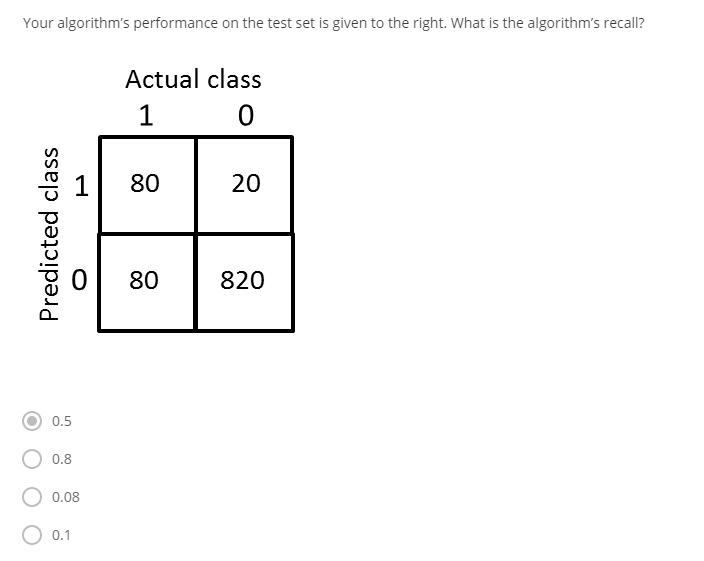 Your algorithm's performance on the test set is given to the right. What is the algorithm's recall?
Actual class
1 0
Predicted class
1 80 20
0 80 820
0.5
0.8
0.08
0.1